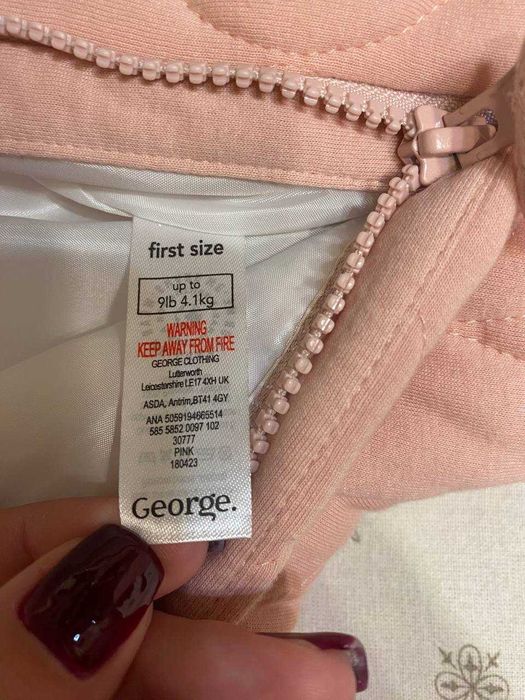 first size
up to
9lb 4.1kg
WARNING
KEEP AWAY FROM FIRE
GEORGE CLOTHING
Lutterworth
Leicestershire LE17 4XH UK
ASDA, Antrim,BT41 4GY
ANA 5059194665514
585 5852 0097 102
30777
PINK
180423
George.